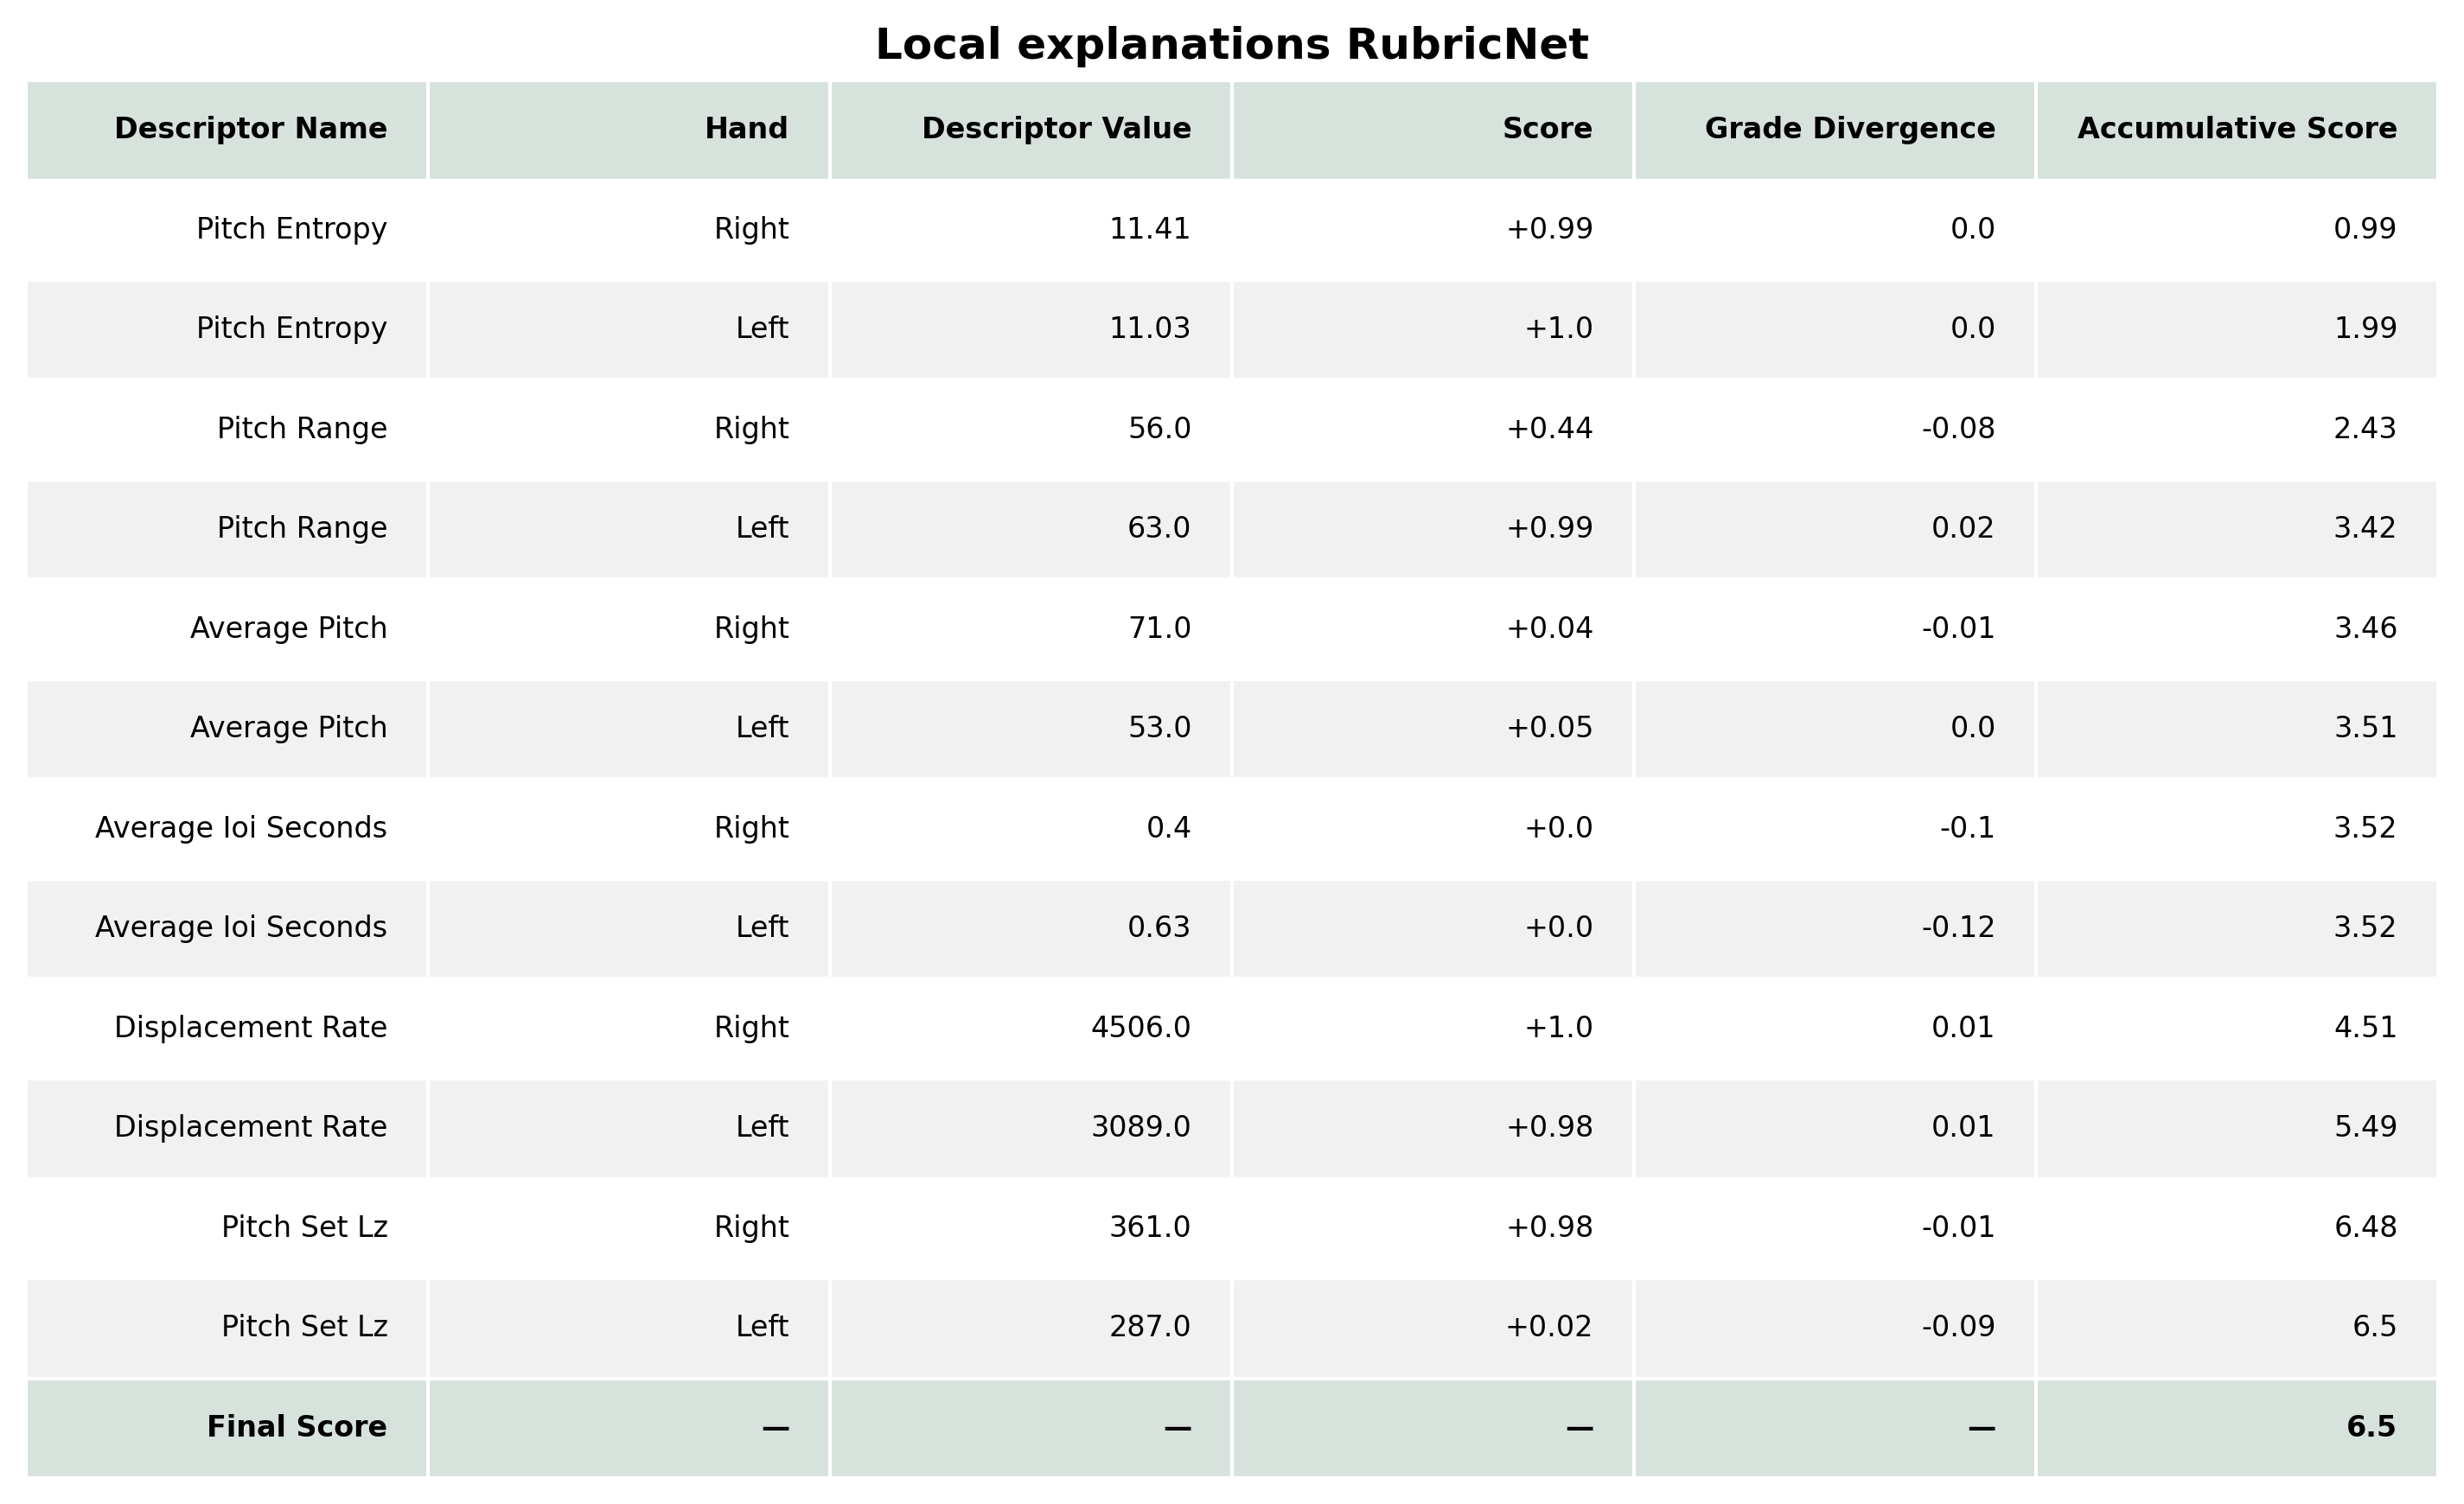 Local explanations RubricNet
Descriptor Name Hand Descriptor Value Score Grade Divergence Accumulative Score
Pitch Entropy Right 11.41 +0.99 0.0 0.99
Pitch Entropy Left 11.03 +1.0 0.0 1.99
Pitch Range Right 56.0 +0.44 -0.08 2.43
Pitch Range Left 63.0 +0.99 0.02 3.42
Average Pitch Right 71.0 +0.04 -0.01 3.46
Average Pitch Left 53.0 +0.05 0.0 3.51
Average Ioi Seconds Right 0.4 +0.0 -0.1 3.52
Average Ioi Seconds Left 0.63 +0.0 -0.12 3.52
Displacement Rate Right 4506.0 +1.0 0.01 4.51
Displacement Rate Left 3089.0 +0.98 0.01 5.49
Pitch Set Lz Right 361.0 +0.98 -0.01 6.48
Pitch Set Lz Left 287.0 +0.02 -0.09 6.5
Final Score — — — — 6.5